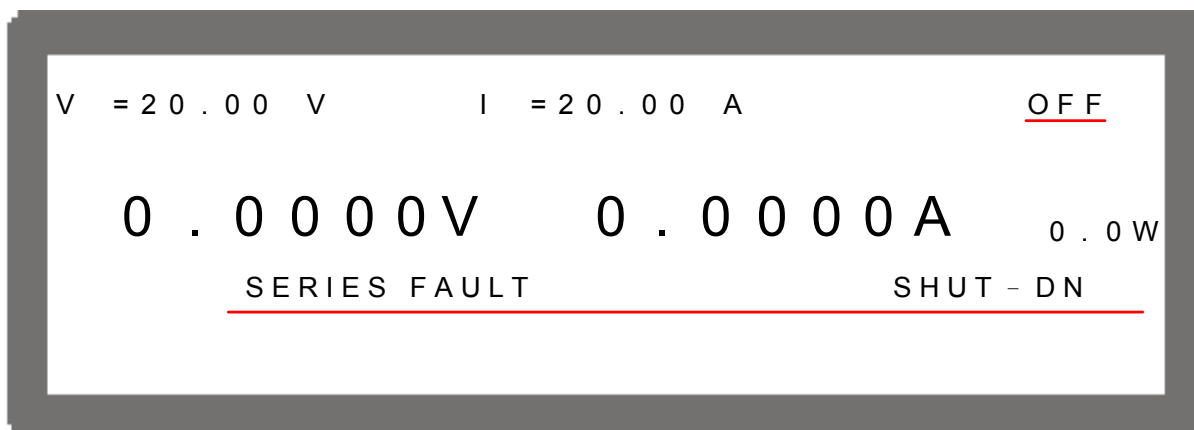 V =20.00 V I =20.00 A OFF
0.0000V 0.0000A 0.0W
SERIES FAULT SHUT-DN